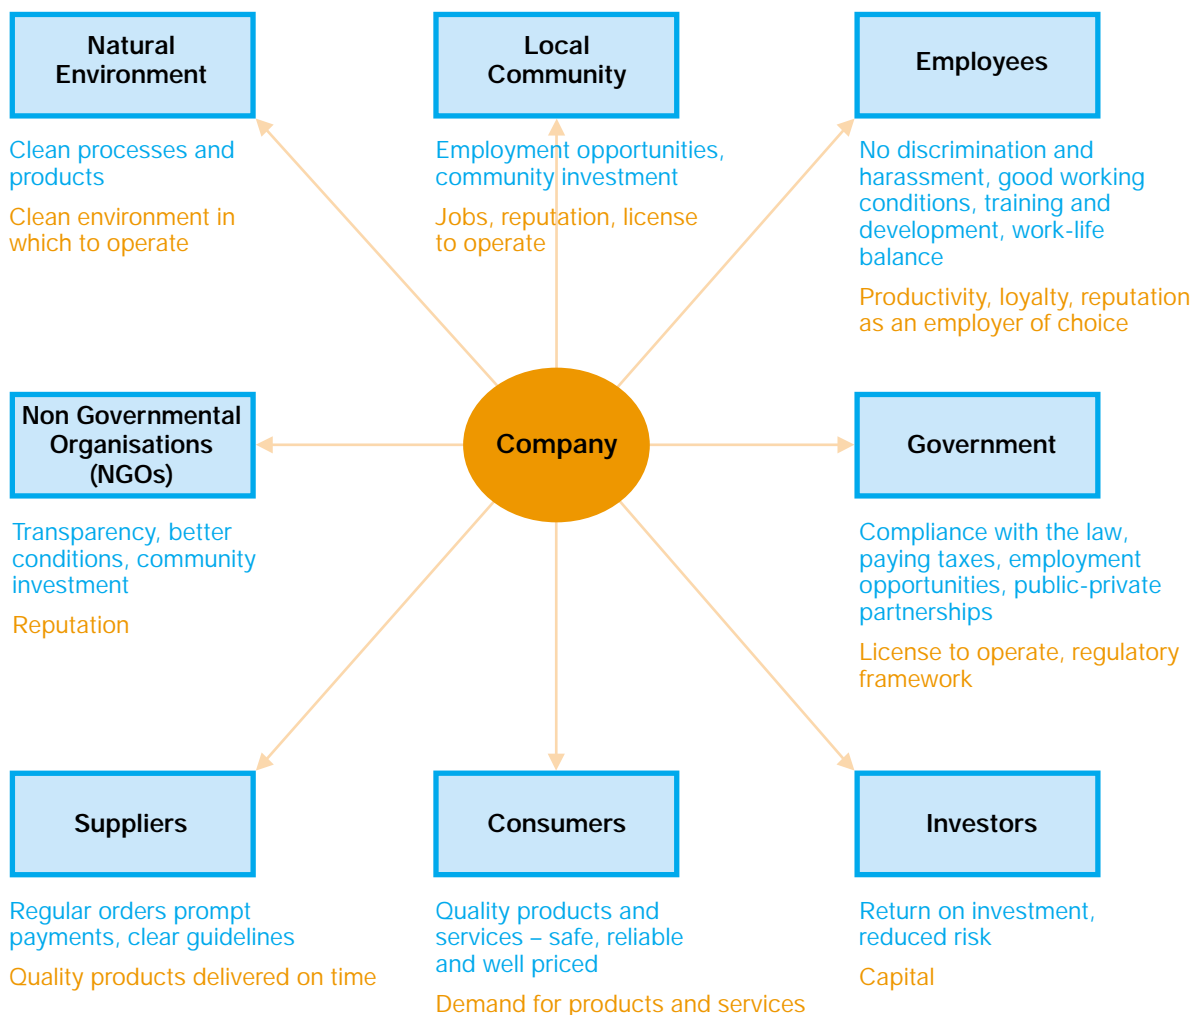 Natural
Environment
Clean processes and
products
Clean environment in
which to operate
Local
Community
Employment opportunities,
community investment
Jobs, reputation, license
to operate
Employees
No discrimination and
harassment, good working
conditions, training and
development, work-life
balance
Productivity, loyalty, reputation
as an employer of choice
Non Governmental
Organisations
(NGOs)
Transparency, better
conditions, community
investment
Reputation
Company
Government
Compliance with the law,
paying taxes, employment
opportunities, public-private
partnerships
License to operate, regulatory
framework
Suppliers
Regular orders prompt
payments, clear guidelines
Quality products delivered on time
Consumers
Quality products and
services – safe, reliable
and well priced
Demand for products and services
Investors
Return on investment,
reduced risk
Capital